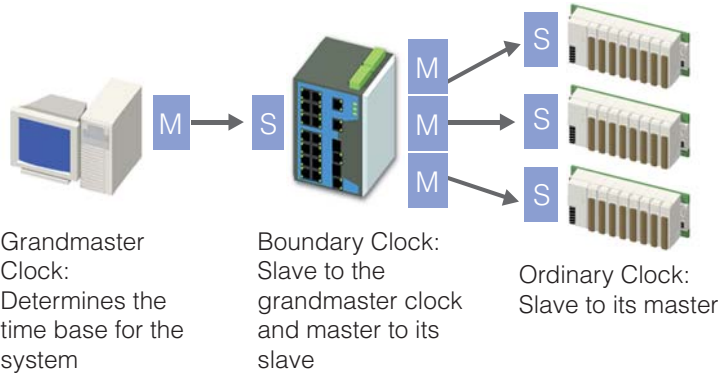 M
S
M
M
M
S
S
S
Grandmaster
Clock:
Determines the
time base for the
system
Boundary Clock:
Slave to the
grandmaster clock
and master to its
slave
Ordinary Clock:
Slave to its master